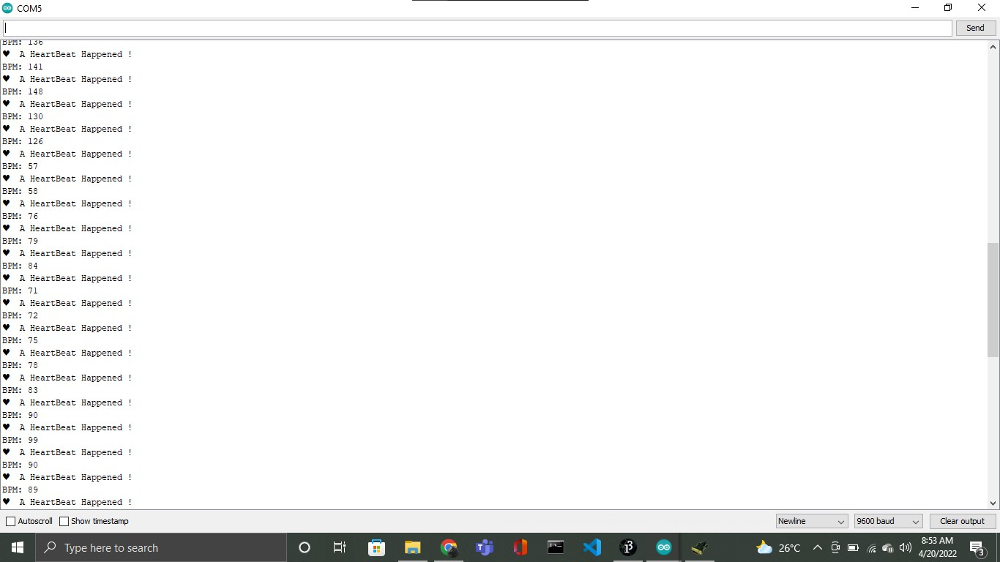 COM5
Send
BPM: 136
♥ A HeartBeat Happened !
BPM: 141
♥ A HeartBeat Happened !
BPM: 148
♥ A HeartBeat Happened !
BPM: 130
♥ A HeartBeat Happened !
BPM: 126
♥ A HeartBeat Happened !
BPM: 57
♥ A HeartBeat Happened !
BPM: 58
♥ A HeartBeat Happened !
BPM: 76
♥ A HeartBeat Happened !
BPM: 79
♥ A HeartBeat Happened !
BPM: 84
♥ A HeartBeat Happened !
BPM: 71
♥ A HeartBeat Happened !
BPM: 72
♥ A HeartBeat Happened !
BPM: 75
♥ A HeartBeat Happened !
BPM: 78
♥ A HeartBeat Happened !
BPM: 83
♥ A HeartBeat Happened !
BPM: 90
♥ A HeartBeat Happened !
BPM: 99
♥ A HeartBeat Happened !
BPM: 90
♥ A HeartBeat Happened !
BPM: 89
♥ A HeartBeat Happened !
Autoscroll Show timestamp Newline 9600 baud Clear output
Type here to search 26°C 8:53 AM
4/20/2022 3